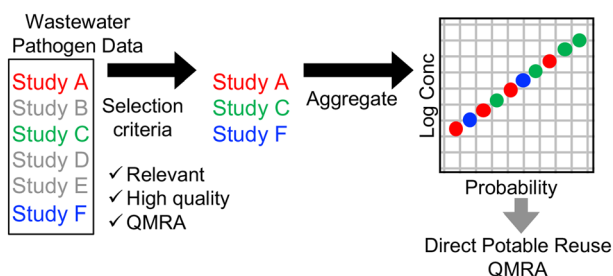 Wastewater
Pathogen Data
Study A
Study B
Study C
Study D
Study E
Study F
Selection
criteria
✓ Relevant
✓ High quality
✓ QMRA
Study A
Study C
Study F
Aggregate
Log Conc
Probability
Direct Potable Reuse
QMRA